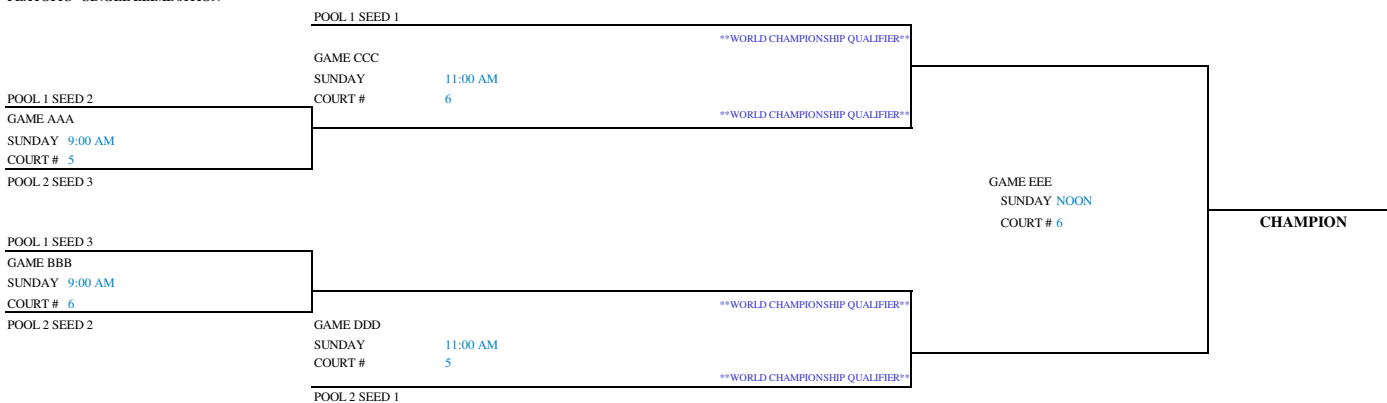 POOL 1 SEED 1
**WORLD CHAMPIONSHIP QUALIFIER**
GAME CCC
SUNDAY 11:00 AM
COURT # 6
**WORLD CHAMPIONSHIP QUALIFIER**
POOL 1 SEED 2
GAME AAA
SUNDAY 9:00 AM
COURT # 5
POOL 2 SEED 3
GAME EEE
SUNDAY NOON
COURT # 6
CHAMPION
POOL 1 SEED 3
GAME BBB
SUNDAY 9:00 AM
COURT # 6
POOL 2 SEED 2
**WORLD CHAMPIONSHIP QUALIFIER**
GAME DDD
SUNDAY 11:00 AM
COURT # 5
**WORLD CHAMPIONSHIP QUALIFIER**
POOL 2 SEED 1